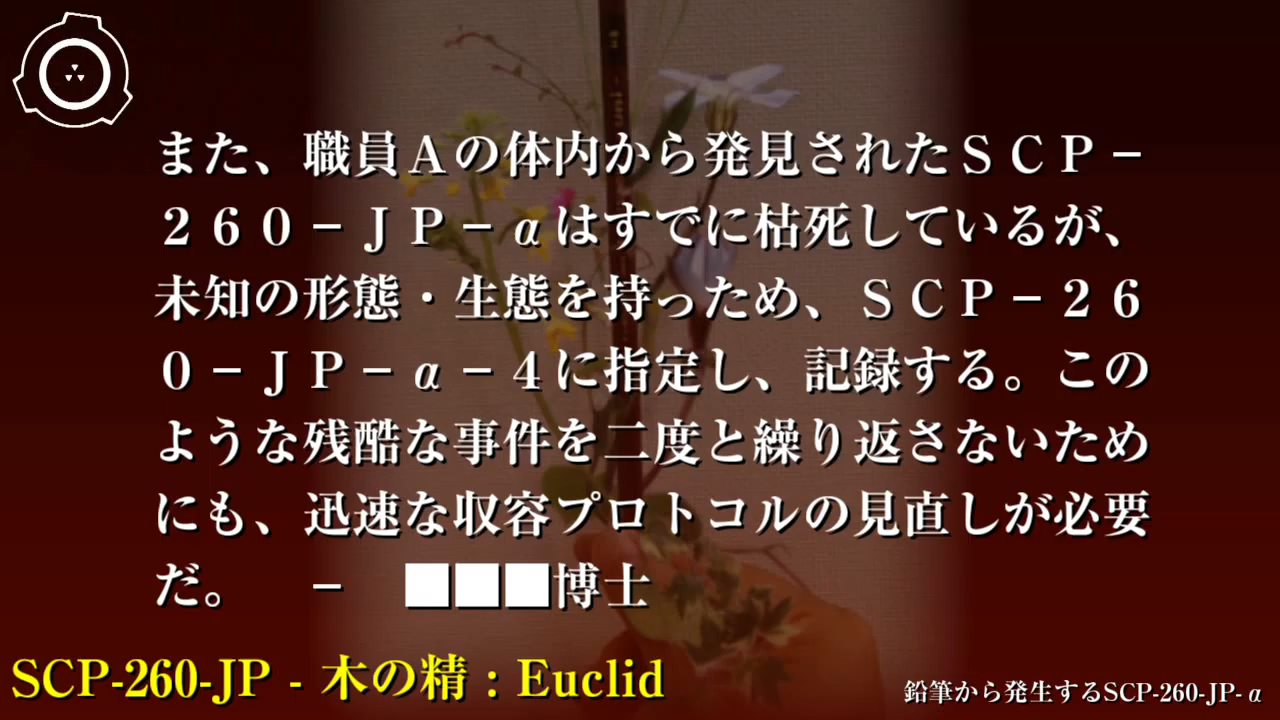 また、職員Ａの体内から発見されたＳＣＰ－
２６０－ＪＰ－αはすでに枯死しているが、
未知の形態・生態を持っため、ＳＣＰ－２６
０－ＪＰ－α－４に指定し、記録する。この
ような残酷な事件を二度と繰り返さないため
にも、迅速な収容プロトコルの見直しが必要
だ。　－　■■■博士
SCP-260-JP - 木の精 : Euclid
鉛筆から発生するSCP-260-JP-α